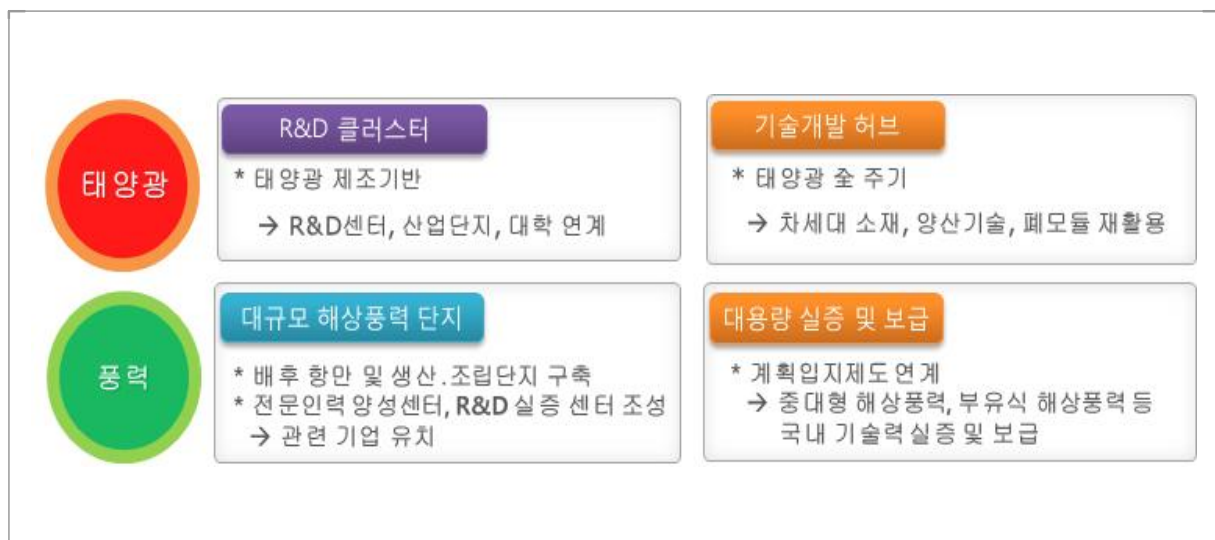 태양광
R&D 클러스터
* 태양광 제조기반
→ R&D센터, 산업단지, 대학 연계
기술개발 허브
* 태양광 全 주기
→ 차세대 소재, 양산기술, 폐모듈 재활용
풍력
대규모 해상풍력 단지
* 배후 항만 및 생산.조립단지 구축
* 전문인력 양성센터, R&D 실증 센터 조성
→ 관련 기업 유치
대용량 실증 및 보급
* 계획입지제도 연계
→ 중대형 해상풍력, 부유식 해상풍력 등
국내 기술력 실증 및 보급